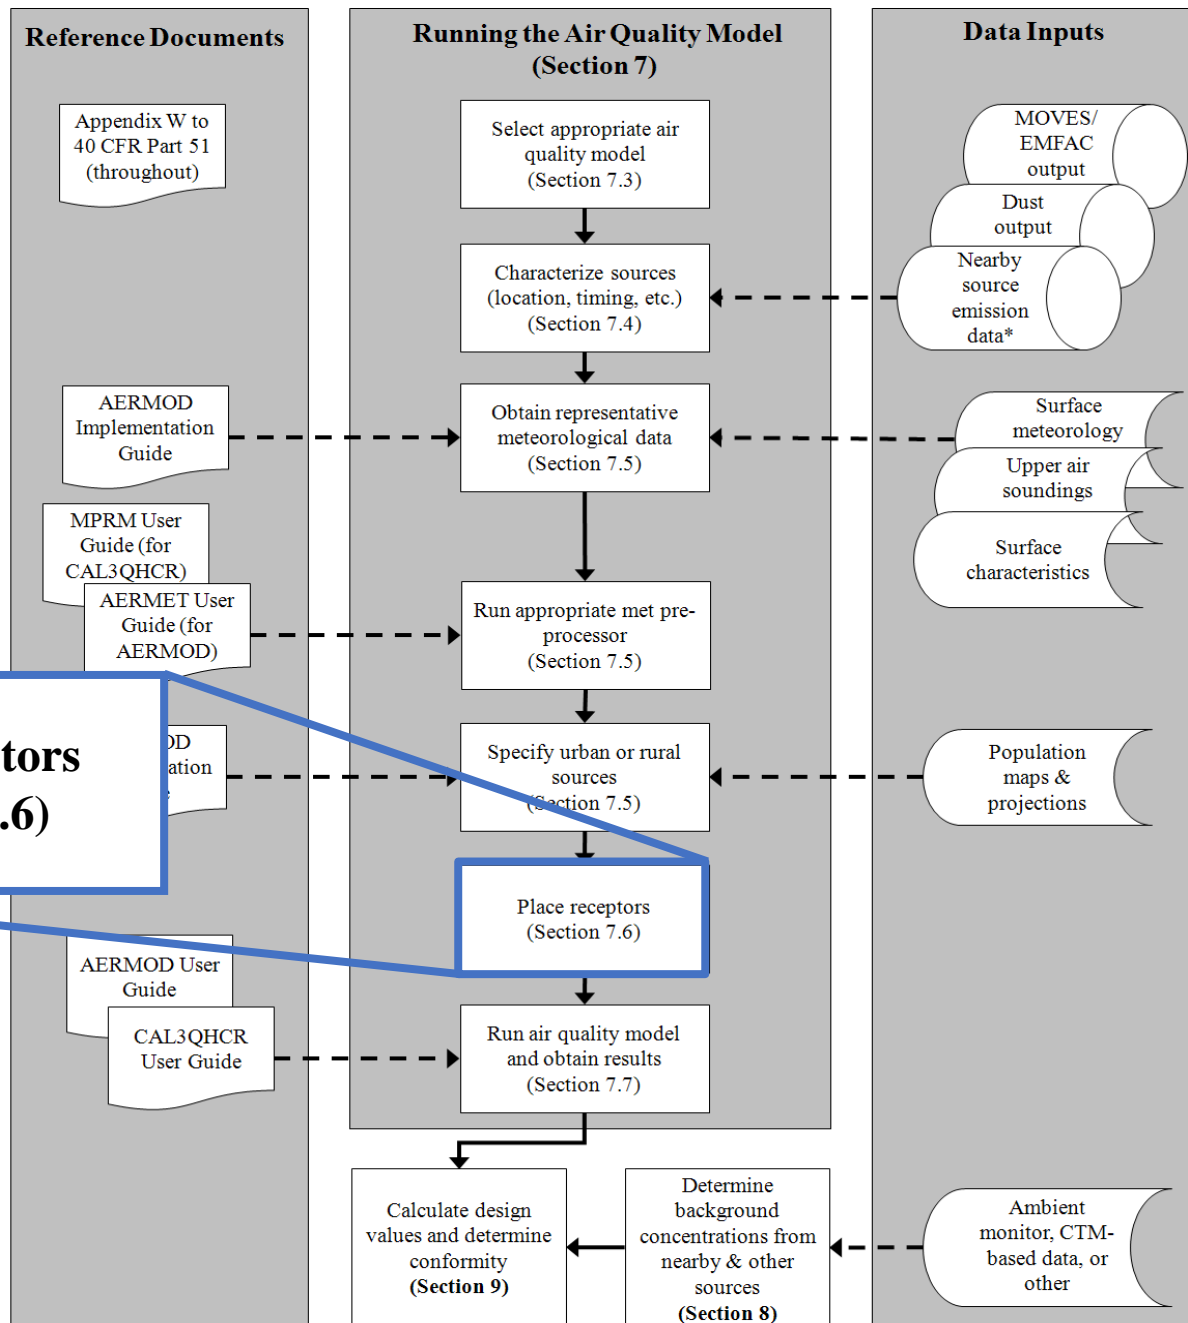 Reference Documents
Appendix W to
40 CFR Part 51
(throughout)
AERMOD
Implementation
Guide
MPRM User
Guide (for
CAL3QHCR)
AERMET User
Guide (for
AERMOD)
tors
.6)
AERMOD User
Guide
CAL3QHCR
User Guide
Running the Air Quality Model
(Section 7)
Select appropriate air
quality model
(Section 7.3)
Characterize sources
(location, timing, etc.)
(Section 7.4)
Obtain representative
meteorological data
(Section 7.5)
Run appropriate met pre-
processor
(Section 7.5)
Specify urban or rural
sources
(Section 7.5)
Place receptors
(Section 7.6)
Run air quality model
and obtain results
(Section 7.7)
Calculate design
values and determine
conformity
(Section 9)
Determine
background
concentrations from
nearby & other
sources
(Section 8)
Data Inputs
MOVES/
EMFAC
output
Dust
output
Nearby
source
emission
data*
Surface
meteorology
Upper air
soundings
Surface
characteristics
Population
maps &
projections
Ambient
monitor, CTM-
based data, or
other